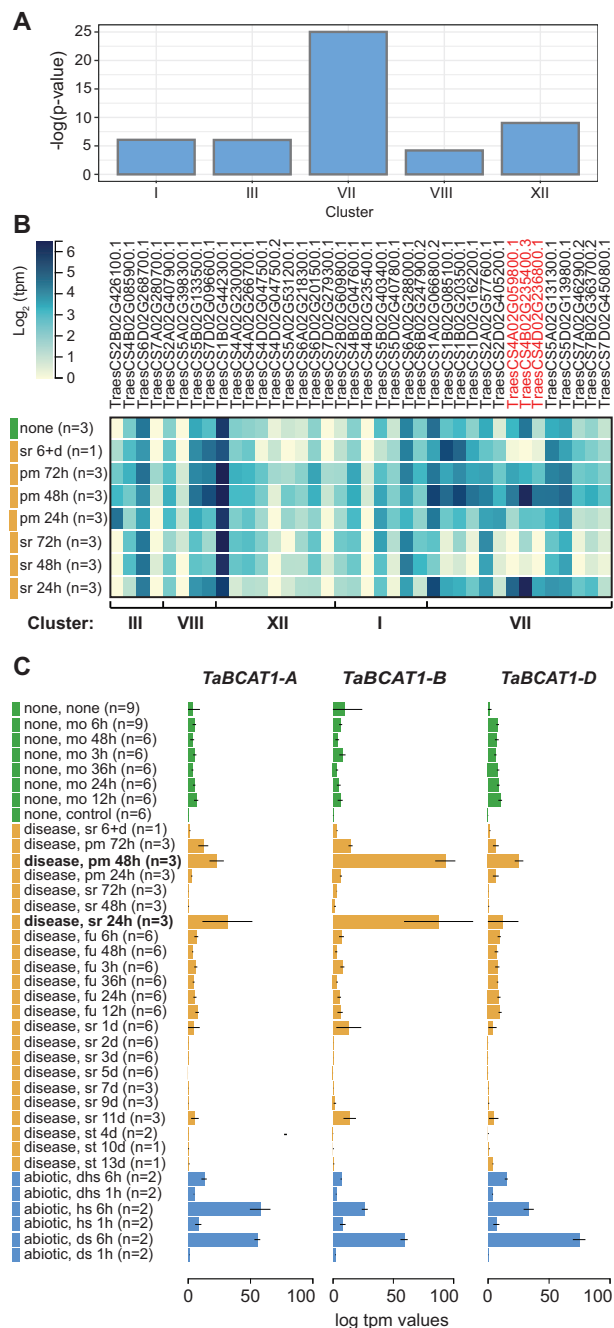 A
25
20
15
10
5
0
-log(p-value)
I III VII VIII XII
Cluster
B
6
5
4
3
2
1
0
Log2 (tpm)
TraesCS2B02G426100.1
TraesCS4B02G085900.1
TraesCS6D02G288700.1
TraesCS7A02G280700.1
TraesCS2A02G407900.1
TraesCS5A02G398300.1
TraesCS5B02G133500.1
TraesCS7D02G096600.1
TraesCS1B02G442300.1
TraesCS4A02G230000.1
TraesCS4A02G266700.1
TraesCS4D02G047500.1
TraesCS4D02G047500.2
TraesCS5A02G531200.1
TraesCS6A02G218300.1
TraesCS6D02G201500.1
TraesCS7D02G279300.1
TraesCS2B02G609800.1
TraesCS4B02G047600.1
TraesCS4B02G235400.1
TraesCS5B02G403400.1
TraesCS5D02G407800.1
TraesCS6A02G280000.1
TraesCS6B02G247900.2
TraesCS1A02G066800.2
TraesCS1B02G085100.1
TraesCS1B02G203500.1
TraesCS1D02G162200.1
TraesCS2A02G577600.1
TraesCS2D02G405200.1
TraesCS4A02G059800.1
TraesCS4B02G235400.3
TraesCS4D02G236800.1
TraesCS5A02G131300.1
TraesCS5D02G139800.1
TraesCS7A02G462900.2
TraesCS7B02G363700.2
TraesCS7D02G450800.1
none (n=3)
sr 6+d (n=1)
pm 72h (n=3)
pm 48h (n=3)
pm 24h (n=3)
sr 72h (n=3)
sr 48h (n=3)
sr 24h (n=3)
Cluster: III VIII XII I VII
C
TaBCAT1-A TaBCAT1-B TaBCAT1-D
none, none (n=9)
none, mo 6h (n=9)
none, mo 48h (n=6)
none, mo 3h (n=6)
none, mo 36h (n=6)
none, mo 24h (n=6)
none, mo 12h (n=6)
none, control (n=6)
disease, sr 6+d (n=1)
disease, pm 72h (n=3)
disease, pm 48h (n=3)
disease, pm 24h (n=3)
disease, sr 72h (n=3)
disease, sr 48h (n=3)
disease, sr 24h (n=3)
disease, fu 6h (n=6)
disease, fu 48h (n=6)
disease, fu 3h (n=6)
disease, fu 36h (n=6)
disease, fu 24h (n=6)
disease, fu 12h (n=6)
disease, sr 1d (n=6)
disease, sr 2d (n=6)
disease, sr 3d (n=6)
disease, sr 5d (n=6)
disease, sr 7d (n=3)
disease, sr 9d (n=3)
disease, sr 11d (n=3)
disease, st 4d (n=2)
disease, st 10d (n=1)
disease, st 13d (n=1)
abiotic, dhs 6h (n=2)
abiotic, dhs 1h (n=2)
abiotic, hs 6h (n=2)
abiotic, hs 1h (n=2)
abiotic, ds 6h (n=2)
abiotic, ds 1h (n=2)
0 100 0 100 0 100
log tpm values